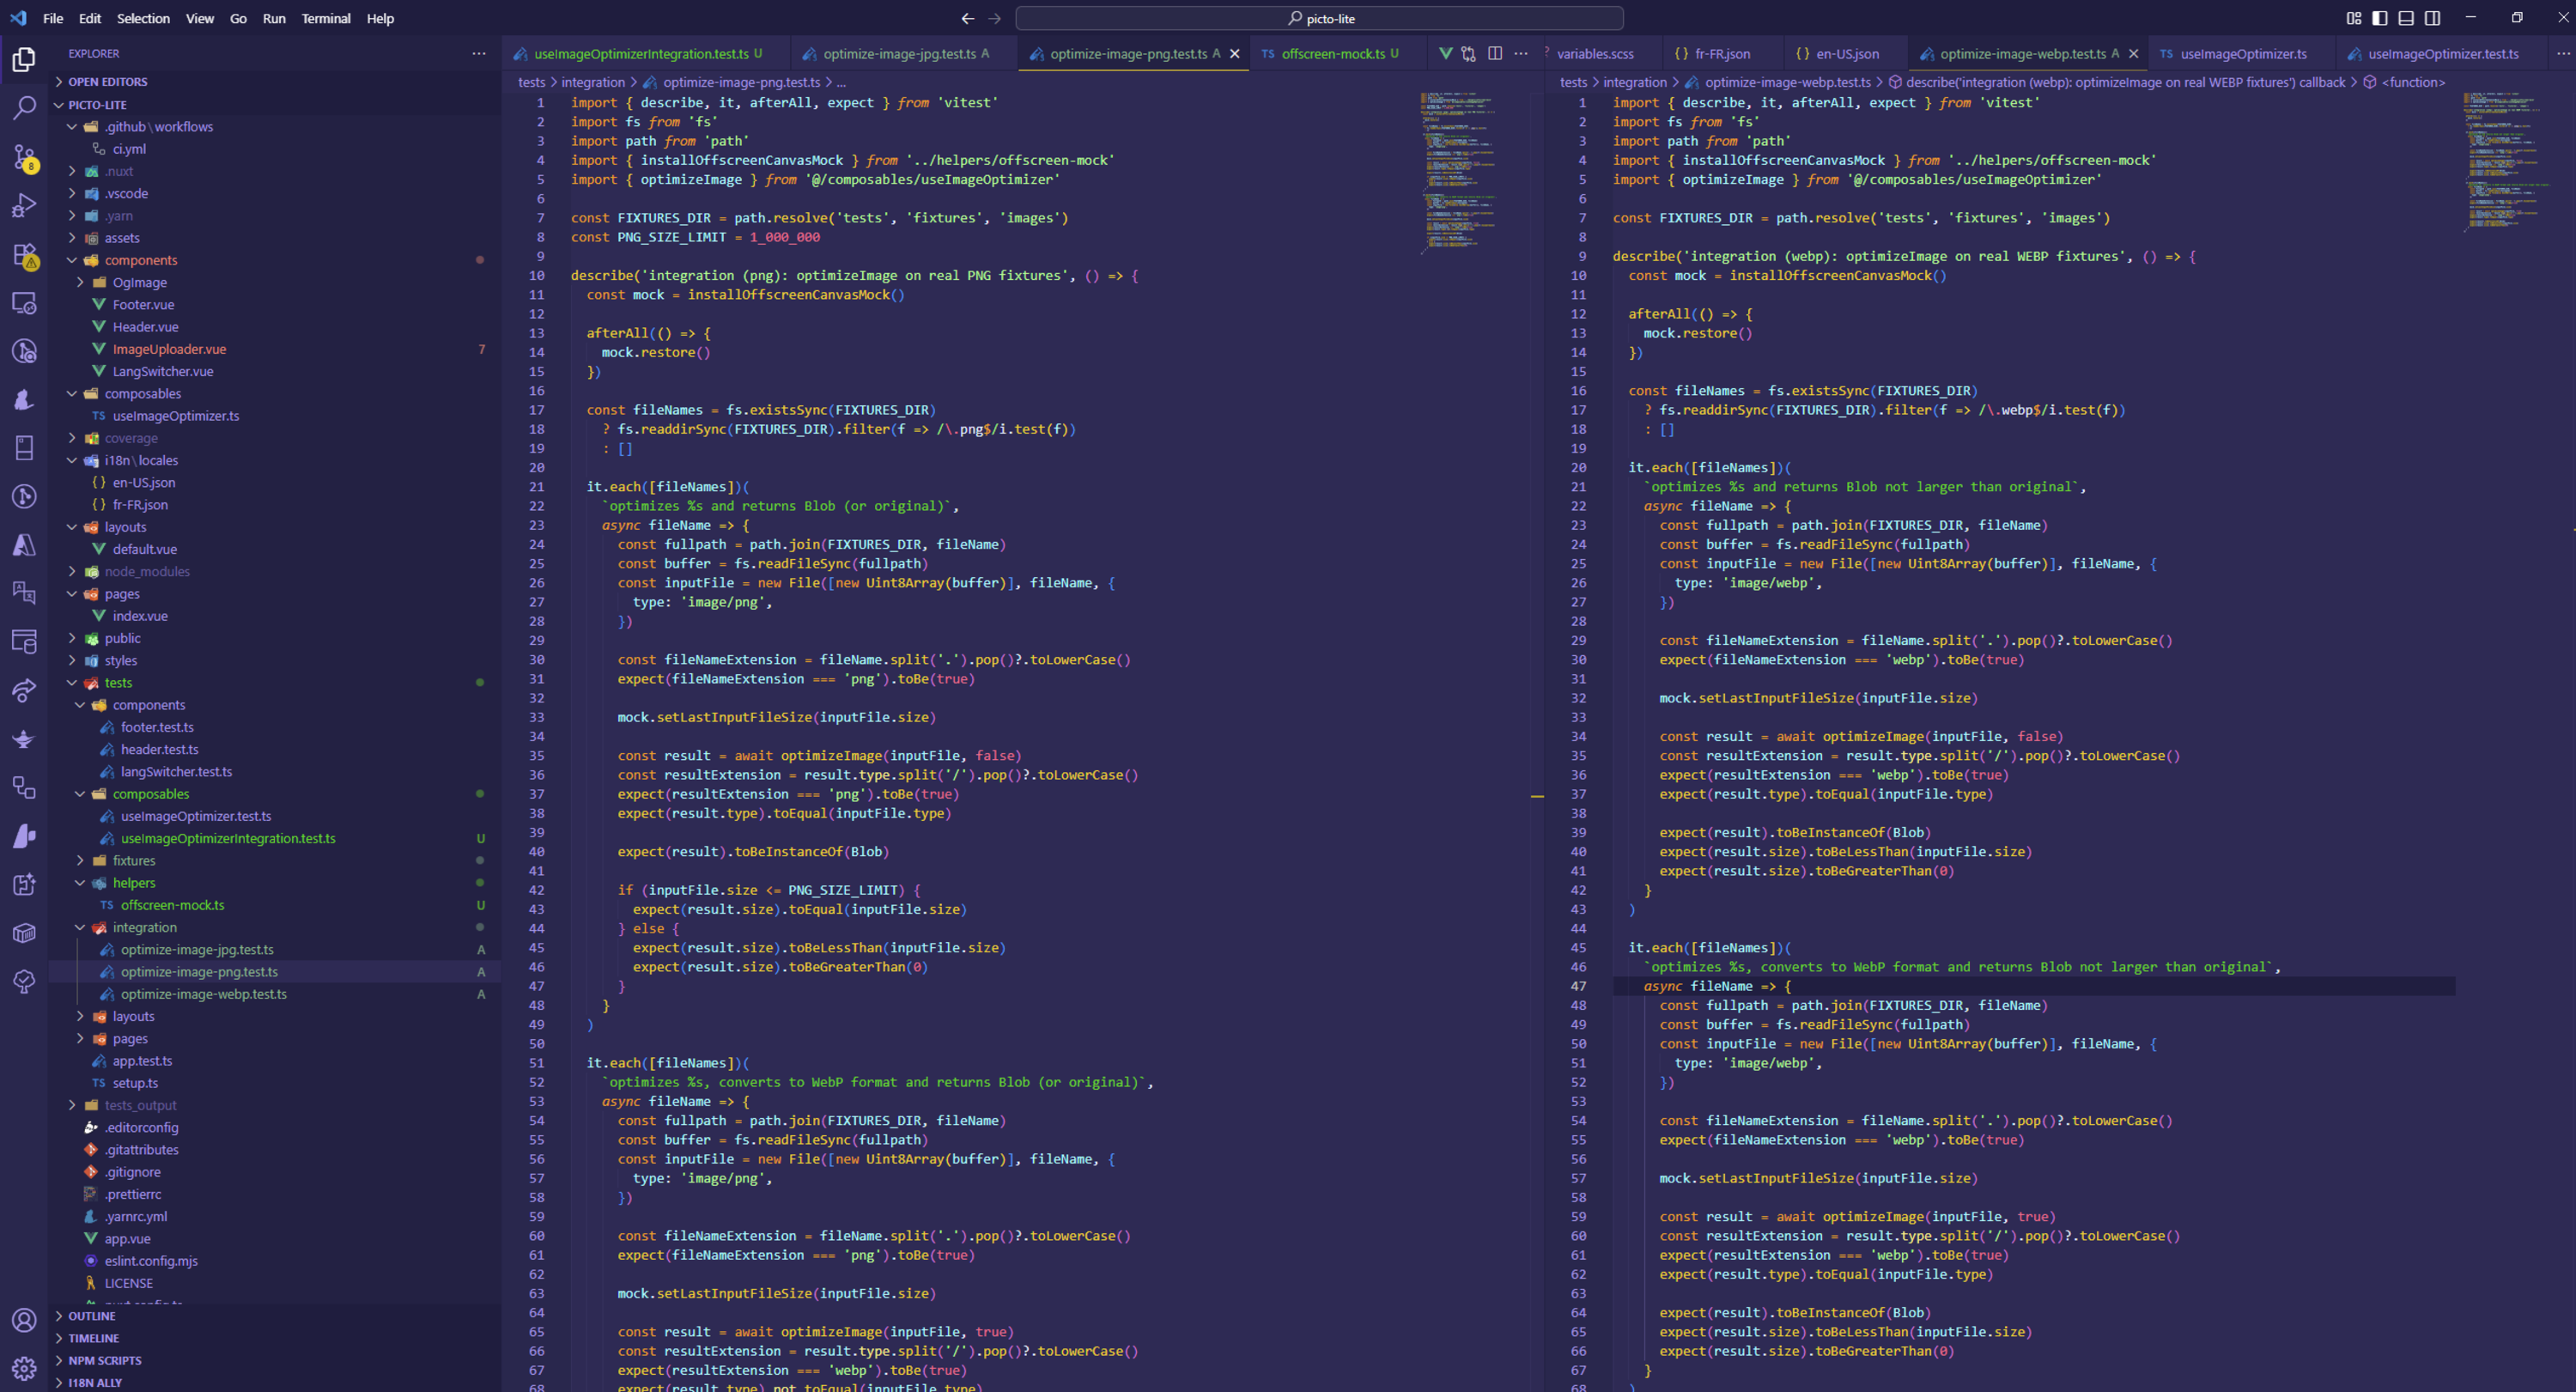 File Edit Selection View Go Run Terminal Help
picto-lite
EXPLORER
OPEN EDITORS
PICTO-LITE
.github\workflows
ci.yml
.nuxt
.vscode
.yarn
assets
components
OgImage
Footer.vue
Header.vue
ImageUploader.vue 7
LangSwitcher.vue
composables
TS useImageOptimizer.ts
coverage
i18n\locales
{} en-US.json
{} fr-FR.json
layouts
default.vue
node_modules
pages
index.vue
public
styles
tests
components
footer.test.ts
header.test.ts
langSwitcher.test.ts
composables
useImageOptimizer.test.ts
useImageOptimizerIntegration.test.ts U
fixtures
helpers
TS offscreen-mock.ts U
integration
optimize-image-jpg.test.ts A
optimize-image-png.test.ts A
optimize-image-webp.test.ts A
layouts
pages
app.test.ts
TS setup.ts
tests_output
.editorconfig
.gitattributes
.gitignore
.prettierrc
.yarnrc.yml
app.vue
eslint.config.mjs
LICENSE
OUTLINE
TIMELINE
NPM SCRIPTS
I18N ALLY
8
useImageOptimizerIntegration.test.ts U
optimize-image-jpg.test.ts A
optimize-image-png.test.ts A
TS offscreen-mock.ts U
tests > integration > optimize-image-png.test.ts > ...
1 import { describe, it, afterAll, expect } from 'vitest'
2 import fs from 'fs'
3 import path from 'path'
4 import { installOffscreenCanvasMock } from '../helpers/offscreen-mock'
5 import { optimizeImage } from '@/composables/useImageOptimizer'
6
7 const FIXTURES_DIR = path.resolve('tests', 'fixtures', 'images')
8 const PNG_SIZE_LIMIT = 1_000_000
9
10 describe('integration (png): optimizeImage on real PNG fixtures', () => {
11 const mock = installOffscreenCanvasMock()
12
13 afterAll(() => {
14 mock.restore()
15 })
16
17 const fileNames = fs.existsSync(FIXTURES_DIR)
18 ? fs.readdirSync(FIXTURES_DIR).filter(f => /\.png$/i.test(f))
19 : []
20
21 it.each([fileNames])(
22 `optimizes %s and returns Blob (or original)`,
23 async fileName => {
24 const fullpath = path.join(FIXTURES_DIR, fileName)
25 const buffer = fs.readFileSync(fullpath)
26 const inputFile = new File([new Uint8Array(buffer)], fileName, {
27 type: 'image/png',
28 })
29
30 const fileNameExtension = fileName.split('.').pop()?.toLowerCase()
31 expect(fileNameExtension === 'png').toBe(true)
32
33 mock.setLastInputFileSize(inputFile.size)
34
35 const result = await optimizeImage(inputFile, false)
36 const resultExtension = result.type.split('/').pop()?.toLowerCase()
37 expect(resultExtension === 'png').toBe(true)
38 expect(result.type).toEqual(inputFile.type)
39
40 expect(result).toBeInstanceOf(Blob)
41
42 if (inputFile.size <= PNG_SIZE_LIMIT) {
43 expect(result.size).toEqual(inputFile.size)
44 } else {
45 expect(result.size).toBeLessThan(inputFile.size)
46 expect(result.size).toBeGreaterThan(0)
47 }
48 }
49 )
50
51 it.each([fileNames])(
52 `optimizes %s, converts to WebP format and returns Blob (or original)`,
53 async fileName => {
54 const fullpath = path.join(FIXTURES_DIR, fileName)
55 const buffer = fs.readFileSync(fullpath)
56 const inputFile = new File([new Uint8Array(buffer)], fileName, {
57 type: 'image/png',
58 })
59
60 const fileNameExtension = fileName.split('.').pop()?.toLowerCase()
61 expect(fileNameExtension === 'png').toBe(true)
62
63 mock.setLastInputFileSize(inputFile.size)
64
65 const result = await optimizeImage(inputFile, true)
66 const resultExtension = result.type.split('/').pop()?.toLowerCase()
67 expect(resultExtension === 'webp').toBe(true)
68 expect(result.type).not.toEqual(inputFile.type)
variables.scss
{} fr-FR.json
{} en-US.json
optimize-image-webp.test.ts A
TS useImageOptimizer.ts
useImageOptimizer.test.ts
tests > integration > optimize-image-webp.test.ts > describe('integration (webp): optimizeImage on real WEBP fixtures') callback > <function>
1 import { describe, it, afterAll, expect } from 'vitest'
2 import fs from 'fs'
3 import path from 'path'
4 import { installOffscreenCanvasMock } from '../helpers/offscreen-mock'
5 import { optimizeImage } from '@/composables/useImageOptimizer'
6
7 const FIXTURES_DIR = path.resolve('tests', 'fixtures', 'images')
8
9 describe('integration (webp): optimizeImage on real WEBP fixtures', () => {
10 const mock = installOffscreenCanvasMock()
11
12 afterAll(() => {
13 mock.restore()
14 })
15
16 const fileNames = fs.existsSync(FIXTURES_DIR)
17 ? fs.readdirSync(FIXTURES_DIR).filter(f => /\.webp$/i.test(f))
18 : []
19
20 it.each([fileNames])(
21 `optimizes %s and returns Blob not larger than original`,
22 async fileName => {
23 const fullpath = path.join(FIXTURES_DIR, fileName)
24 const buffer = fs.readFileSync(fullpath)
25 const inputFile = new File([new Uint8Array(buffer)], fileName, {
26 type: 'image/webp',
27 })
28
29 const fileNameExtension = fileName.split('.').pop()?.toLowerCase()
30 expect(fileNameExtension === 'webp').toBe(true)
31
32 mock.setLastInputFileSize(inputFile.size)
33
34 const result = await optimizeImage(inputFile, false)
35 const resultExtension = result.type.split('/').pop()?.toLowerCase()
36 expect(resultExtension === 'webp').toBe(true)
37 expect(result.type).toEqual(inputFile.type)
38
39 expect(result).toBeInstanceOf(Blob)
40 expect(result.size).toBeLessThan(inputFile.size)
41 expect(result.size).toBeGreaterThan(0)
42 }
43 )
44
45 it.each([fileNames])(
46 `optimizes %s, converts to WebP format and returns Blob not larger than original`,
47 async fileName => {
48 const fullpath = path.join(FIXTURES_DIR, fileName)
49 const buffer = fs.readFileSync(fullpath)
50 const inputFile = new File([new Uint8Array(buffer)], fileName, {
51 type: 'image/webp',
52 })
53
54 const fileNameExtension = fileName.split('.').pop()?.toLowerCase()
55 expect(fileNameExtension === 'webp').toBe(true)
56
57 mock.setLastInputFileSize(inputFile.size)
58
59 const result = await optimizeImage(inputFile, true)
60 const resultExtension = result.type.split('/').pop()?.toLowerCase()
61 expect(resultExtension === 'webp').toBe(true)
62 expect(result.type).toEqual(inputFile.type)
63
64 expect(result).toBeInstanceOf(Blob)
65 expect(result.size).toBeLessThan(inputFile.size)
66 expect(result.size).toBeGreaterThan(0)
67 }
68 )